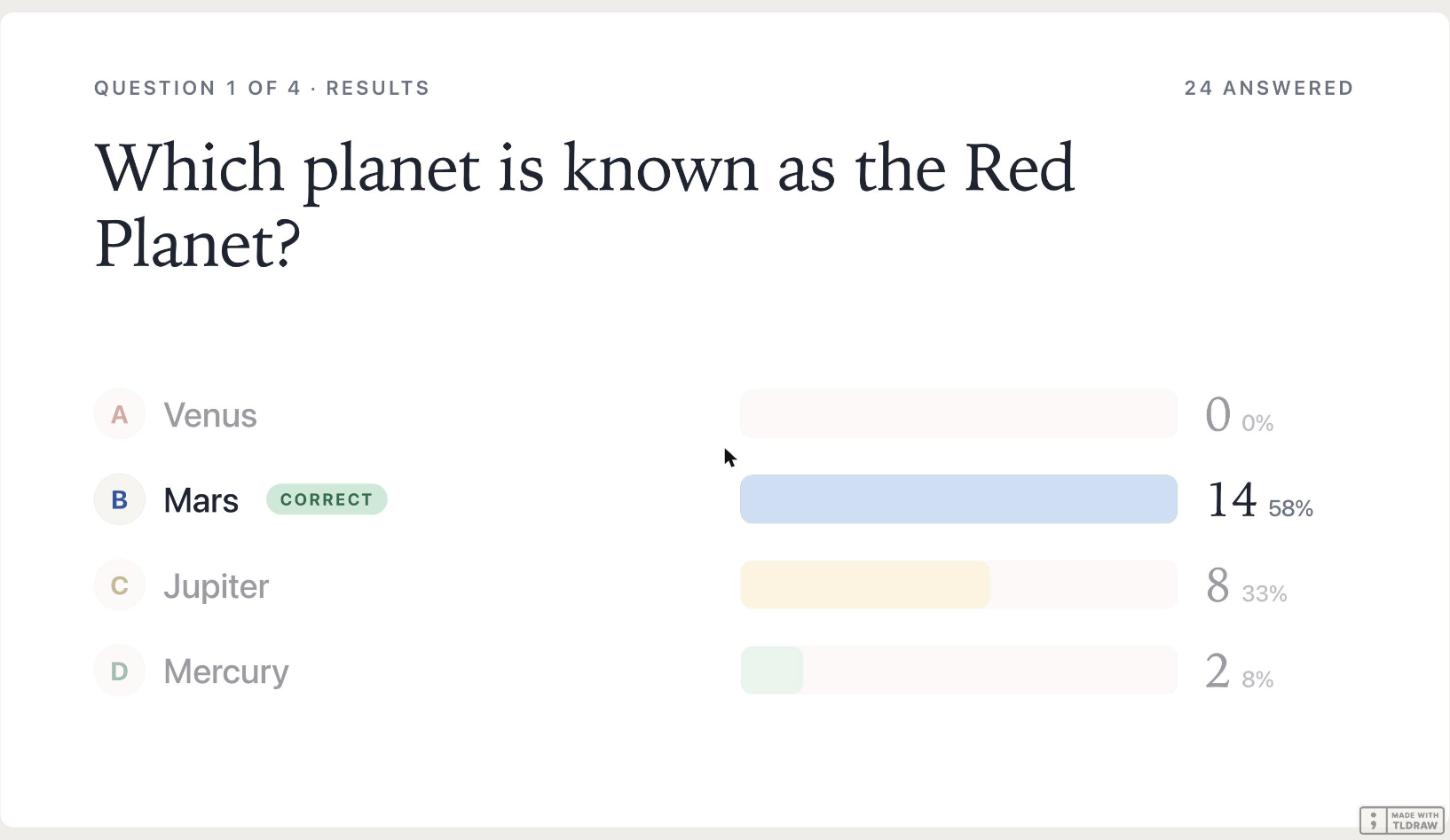 QUESTION 1 OF 4 · RESULTS
24 ANSWERED
Which planet is known as the Red
Planet?
A Venus 0 0%
B Mars CORRECT 14 58%
C Jupiter 8 33%
D Mercury 2 8%
MADE WITH
TLDRAW